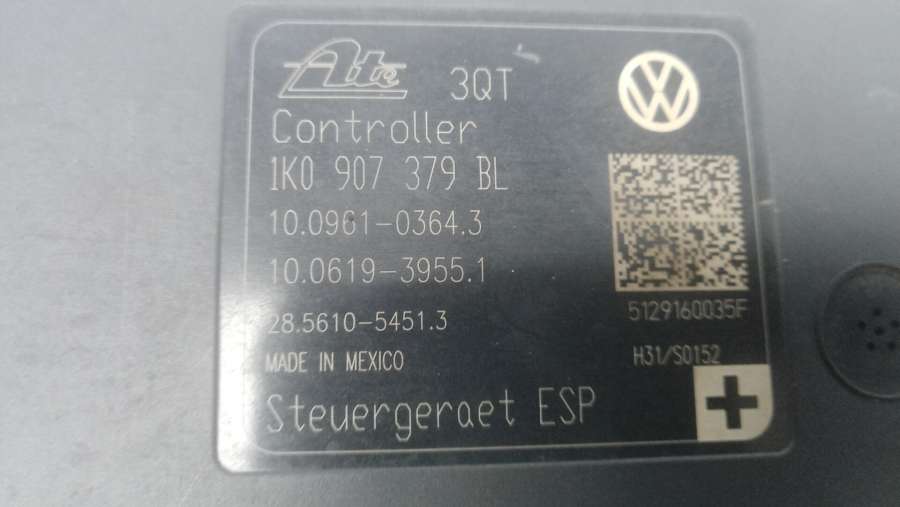 Ate 3QT
Controller
1K0 907 379 BL
10.0961-0364.3
10.0619-3955.1
28.5610-5451.3
5129160035F
MADE IN MEXICO
H31/S0152
Steuergeraet ESP